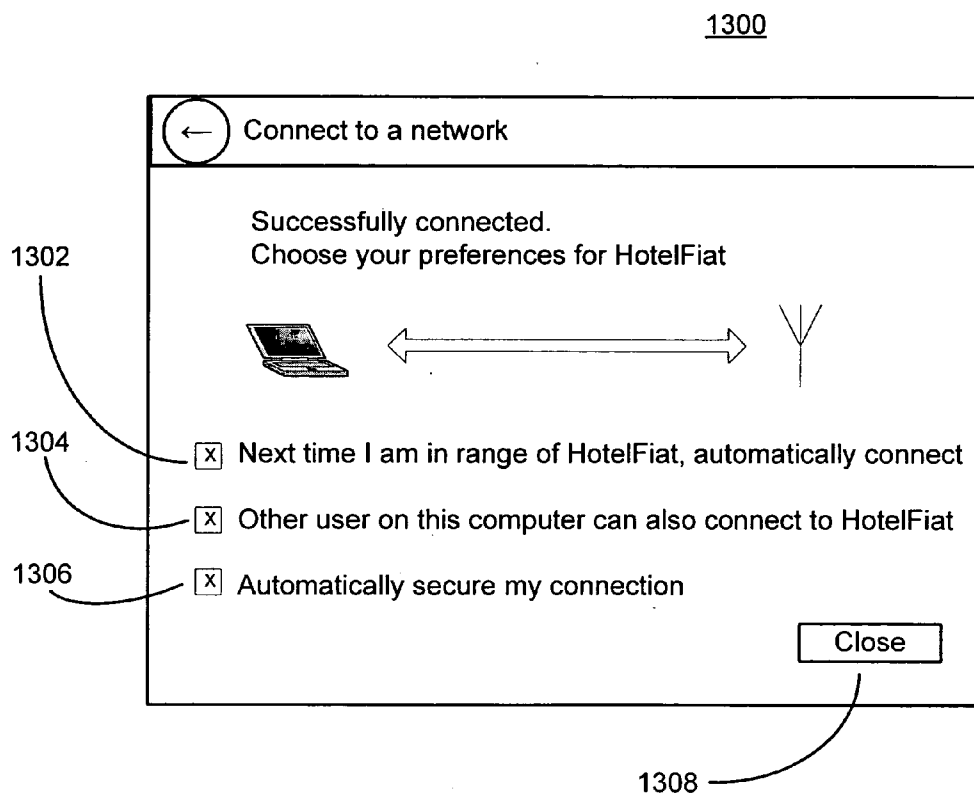 1300
← Connect to a network
Successfully connected.
Choose your preferences for HotelFiat
1302
X Next time I am in range of HotelFiat, automatically connect
1304
X Other user on this computer can also connect to HotelFiat
1306
X Automatically secure my connection
Close
1308